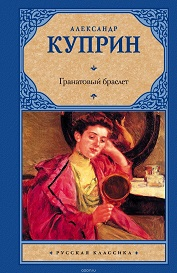 АЛЕКСАНДР
КУПРИН
Гранатовый браслет
РУССКАЯ КЛАССИКА